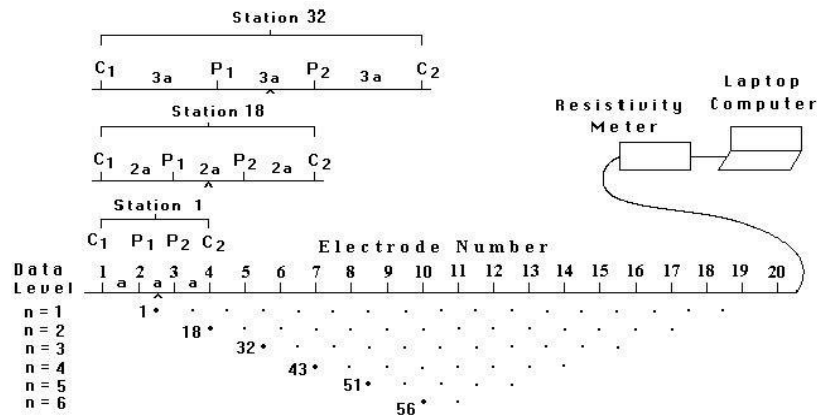 Station 32
C1 3a P1 3a P2 3a C2
Laptop
Computer
Resistivity
Meter
Station 18
C1 2a P1 2a P2 2a C2
Station 1
C1 P1 P2 C2
Electrode Number
Data
Level
1 2 3 4 5 6 7 8 9 10 11 12 13 14 15 16 17 18 19 20
a a a
n = 1 1
n = 2 18
n = 3 32
n = 4 43
n = 5 51
n = 6 56